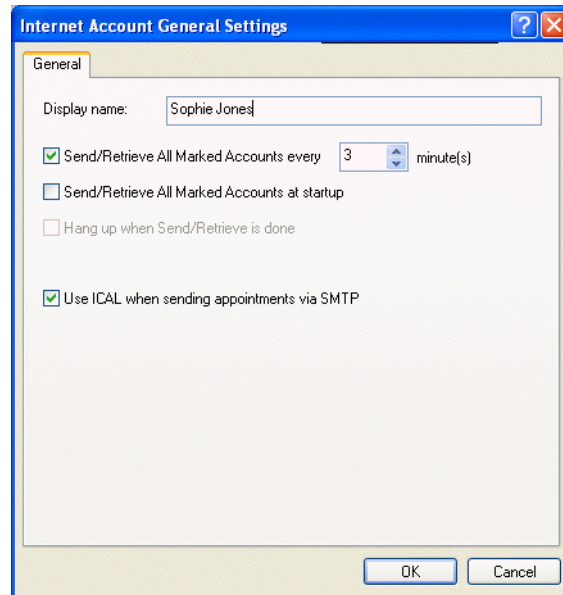 Internet Account General Settings
General
Display name: Sophie Jones
Send/Retrieve All Marked Accounts every 3 minute(s)
Send/Retrieve All Marked Accounts at startup
Hang up when Send/Retrieve is done
Use ICAL when sending appointments via SMTP
OK Cancel